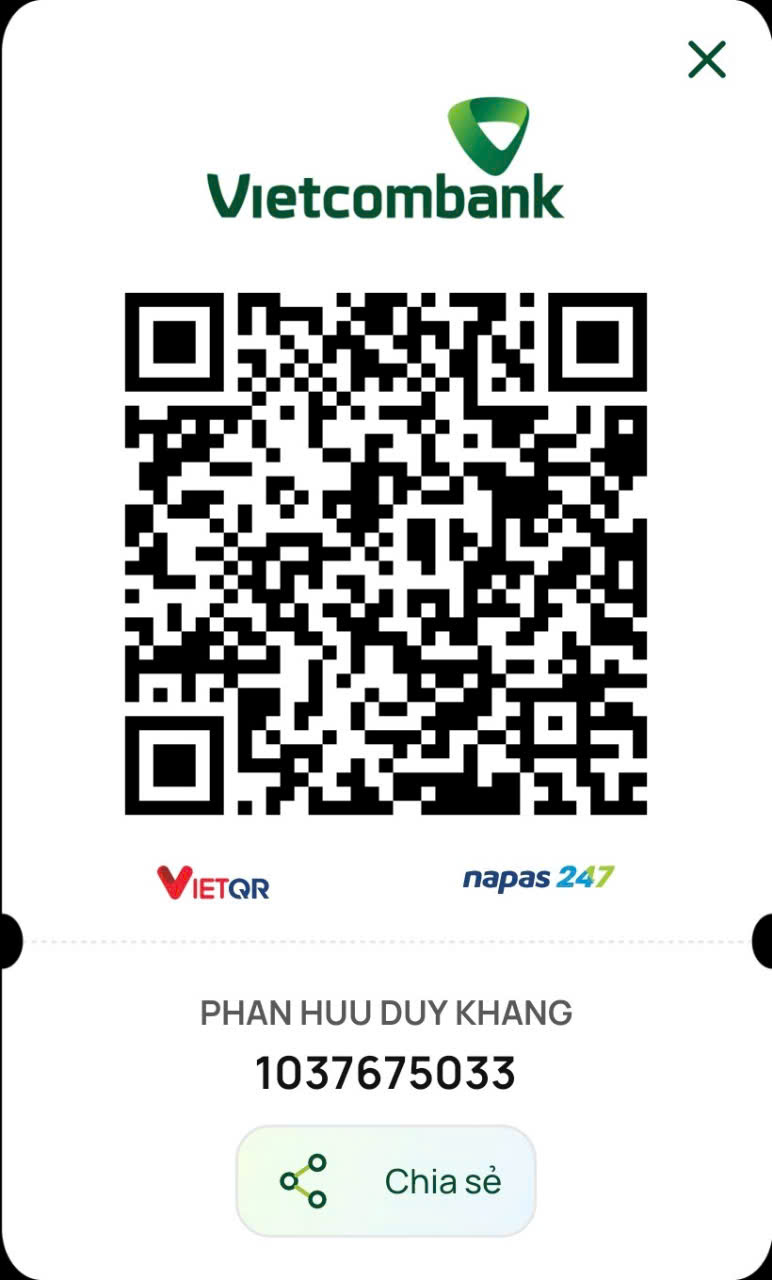 Vietcombank
VIETQR
napas 247
PHAN HUU DUY KHANG
1037675033
Chia sẻ